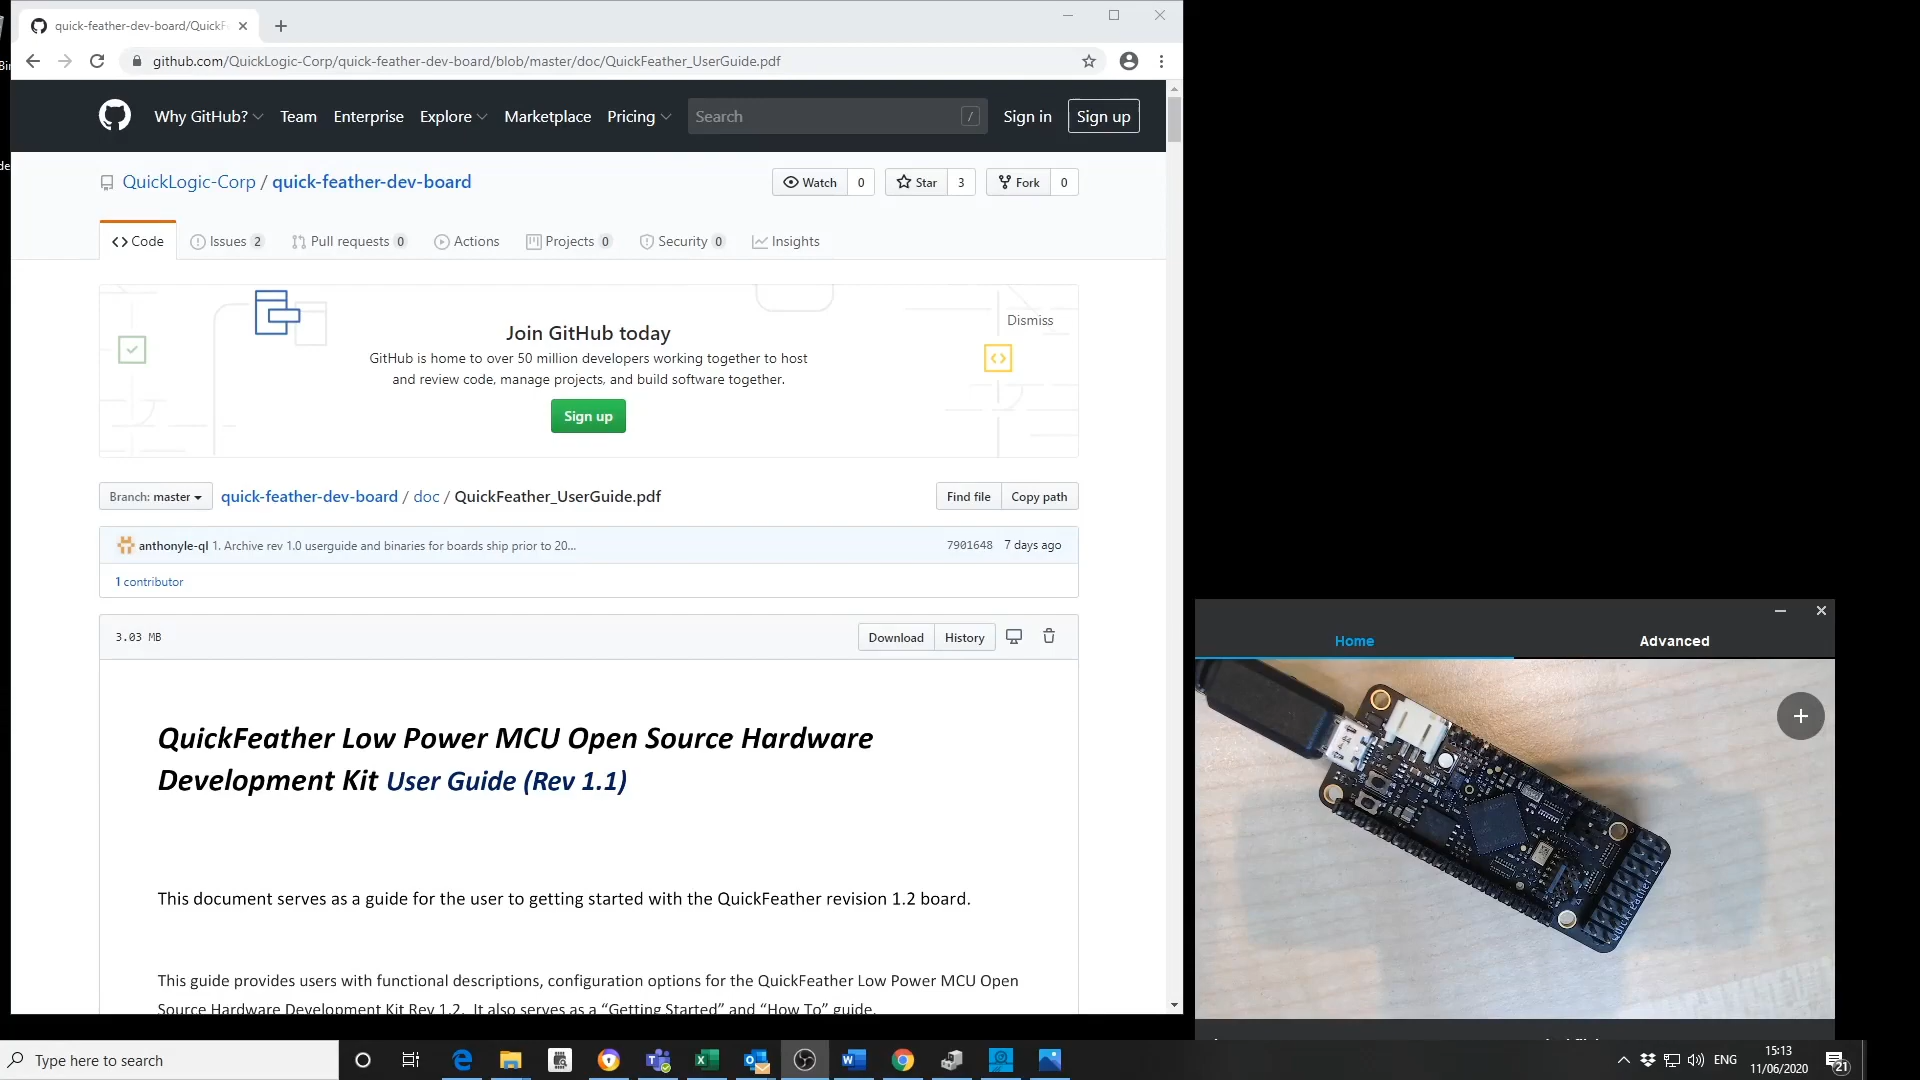 quick-feather-dev-board/QuickF
github.com/QuickLogic-Corp/quick-feather-dev-board/blob/master/doc/QuickFeather_UserGuide.pdf
Why GitHub? Team Enterprise Explore Marketplace Pricing Search / Sign in Sign up
QuickLogic-Corp / quick-feather-dev-board Watch 0 Star 3 Fork 0
Code Issues 2 Pull requests 0 Actions Projects 0 Security 0 Insights
Dismiss
Join GitHub today
GitHub is home to over 50 million developers working together to host
and review code, manage projects, and build software together.
Sign up
Branch: master quick-feather-dev-board / doc / QuickFeather_UserGuide.pdf Find file Copy path
anthonyle-ql 1. Archive rev 1.0 userguide and binaries for boards ship prior to 20... 7901648 7 days ago
1 contributor
3.03 MB Download History
QuickFeather Low Power MCU Open Source Hardware
Development Kit User Guide (Rev 1.1)
This document serves as a guide for the user to getting started with the QuickFeather revision 1.2 board.
This guide provides users with functional descriptions, configuration options for the QuickFeather Low Power MCU Open
Source Hardware Development Kit Rev 1.2. It also serves as a “Getting Started” and “How To” guide.
Home Advanced
Type here to search
ENG
15:13
11/06/2020
21